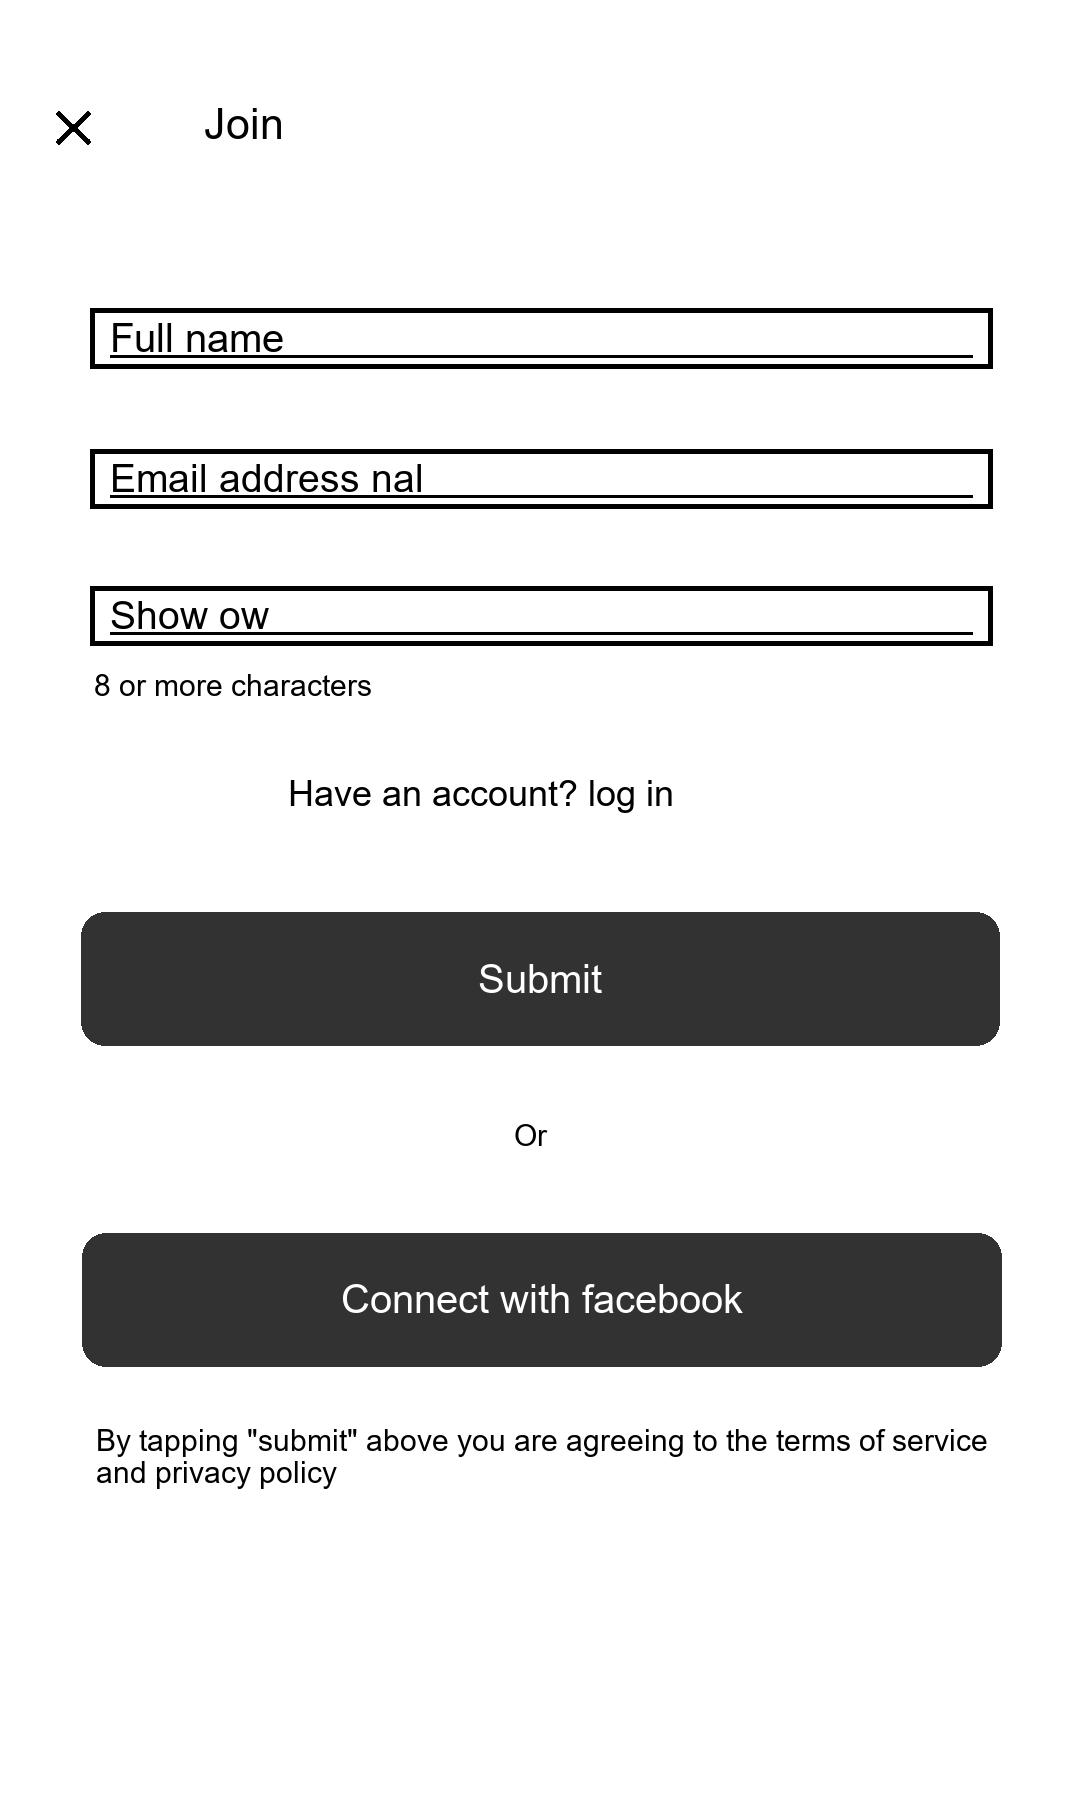 Join
Full name
Email address nal
Show ow
8 or more characters
Have an account? log in
Submit
Or
Connect with facebook
By tapping "submit" above you are agreeing to the terms of service
and privacy policy